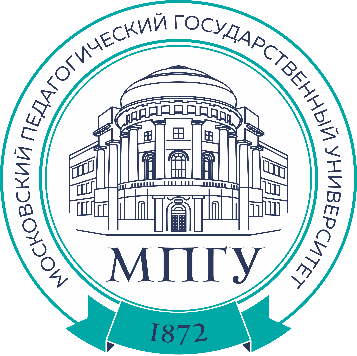 МОСКОВСКИЙ ПЕДАГОГИЧЕСКИЙ ГОСУДАРСТВЕННЫЙ УНИВЕРСИТЕТ
МПГУ
1872